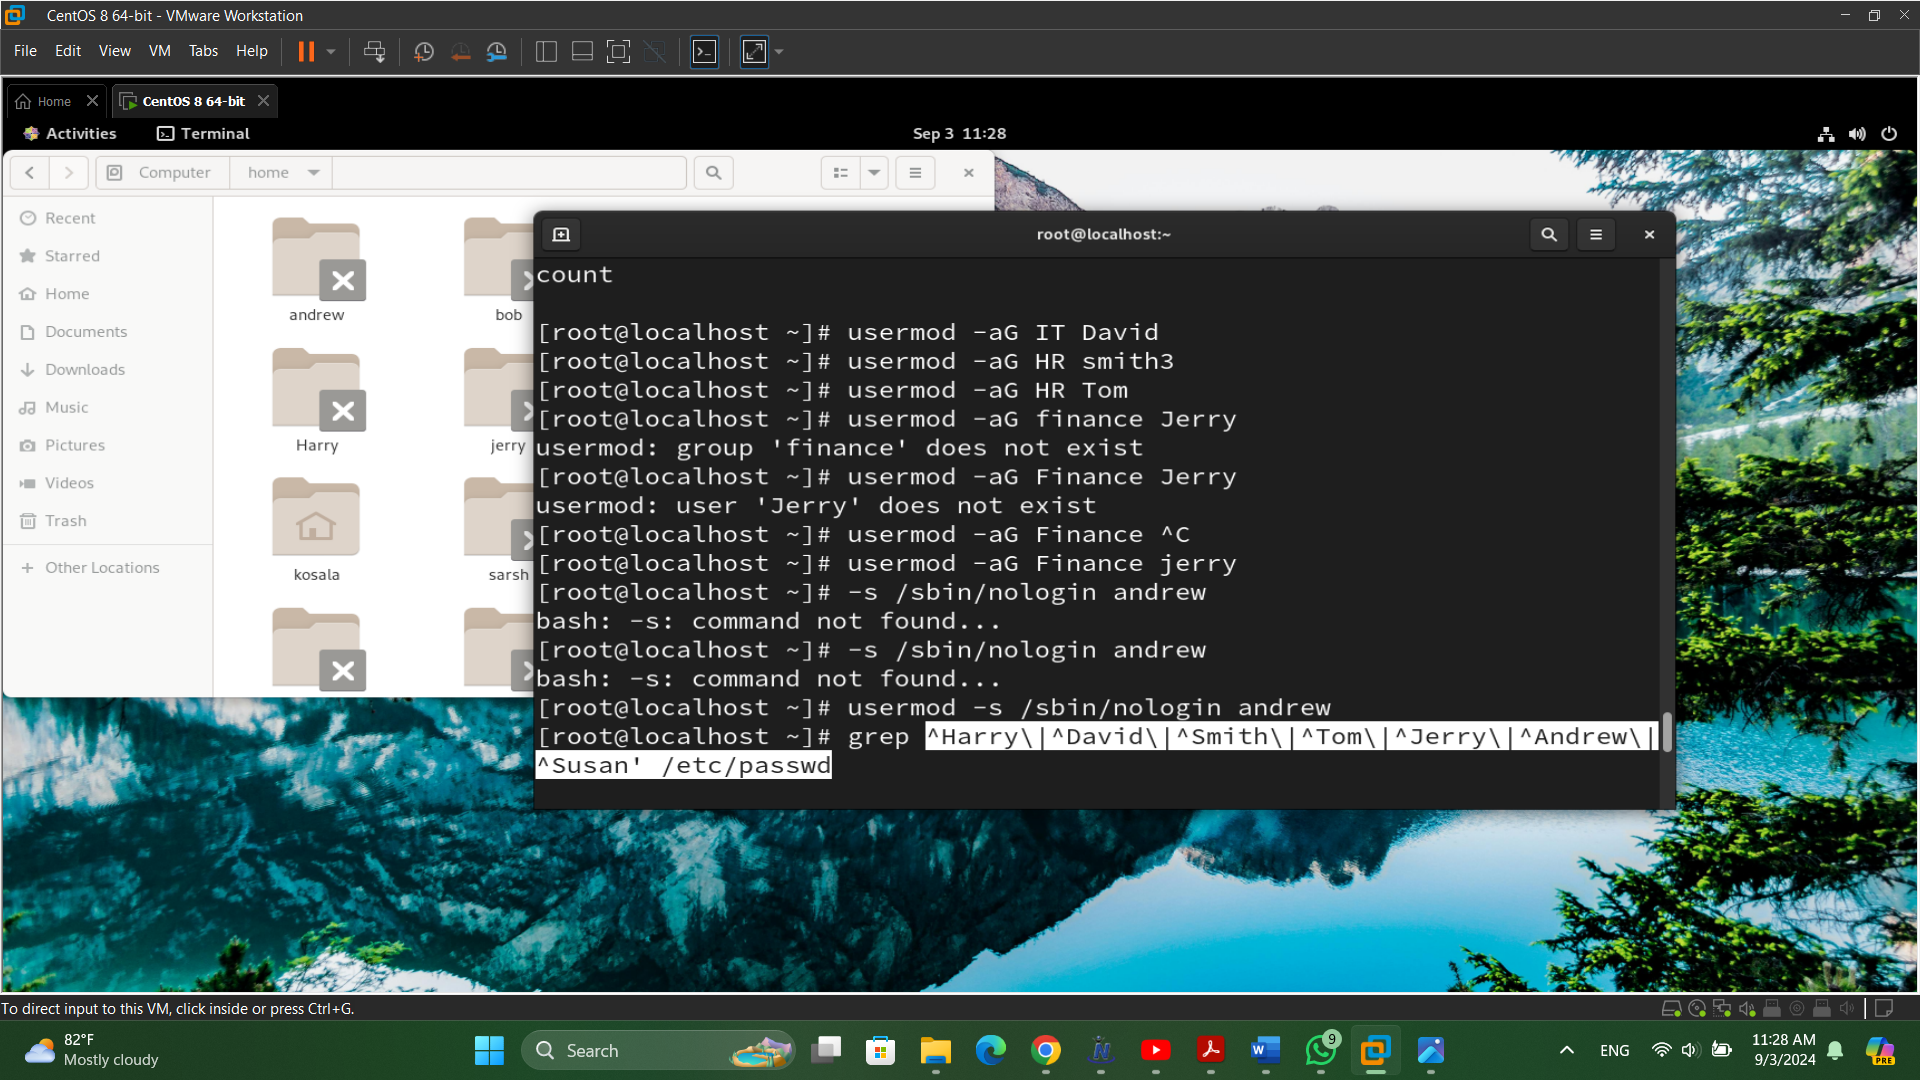 CentOS 8 64-bit - VMware Workstation
File Edit View VM Tabs Help
Home
CentOS 8 64-bit
Activities
Terminal
Sep 3 11:28
Computer
home
Recent
Starred
Home
Documents
Downloads
Music
Pictures
Videos
Trash
+ Other Locations
andrew
bob
Harry
jerry
kosala
sarsh
root@localhost:~
count
[root@localhost ~]# usermod -aG IT David
[root@localhost ~]# usermod -aG HR smith3
[root@localhost ~]# usermod -aG HR Tom
[root@localhost ~]# usermod -aG finance Jerry
usermod: group 'finance' does not exist
[root@localhost ~]# usermod -aG Finance Jerry
usermod: user 'Jerry' does not exist
[root@localhost ~]# usermod -aG Finance ^C
[root@localhost ~]# usermod -aG Finance jerry
[root@localhost ~]# -s /sbin/nologin andrew
bash: -s: command not found...
[root@localhost ~]# -s /sbin/nologin andrew
bash: -s: command not found...
[root@localhost ~]# usermod -s /sbin/nologin andrew
[root@localhost ~]# grep ^Harry\|^David\|^Smith\|^Tom\|^Jerry\|^Andrew\|
^Susan' /etc/passwd
To direct input to this VM, click inside or press Ctrl+G.
82°F
Mostly cloudy
Search
9
ENG
11:28 AM
9/3/2024
PRE